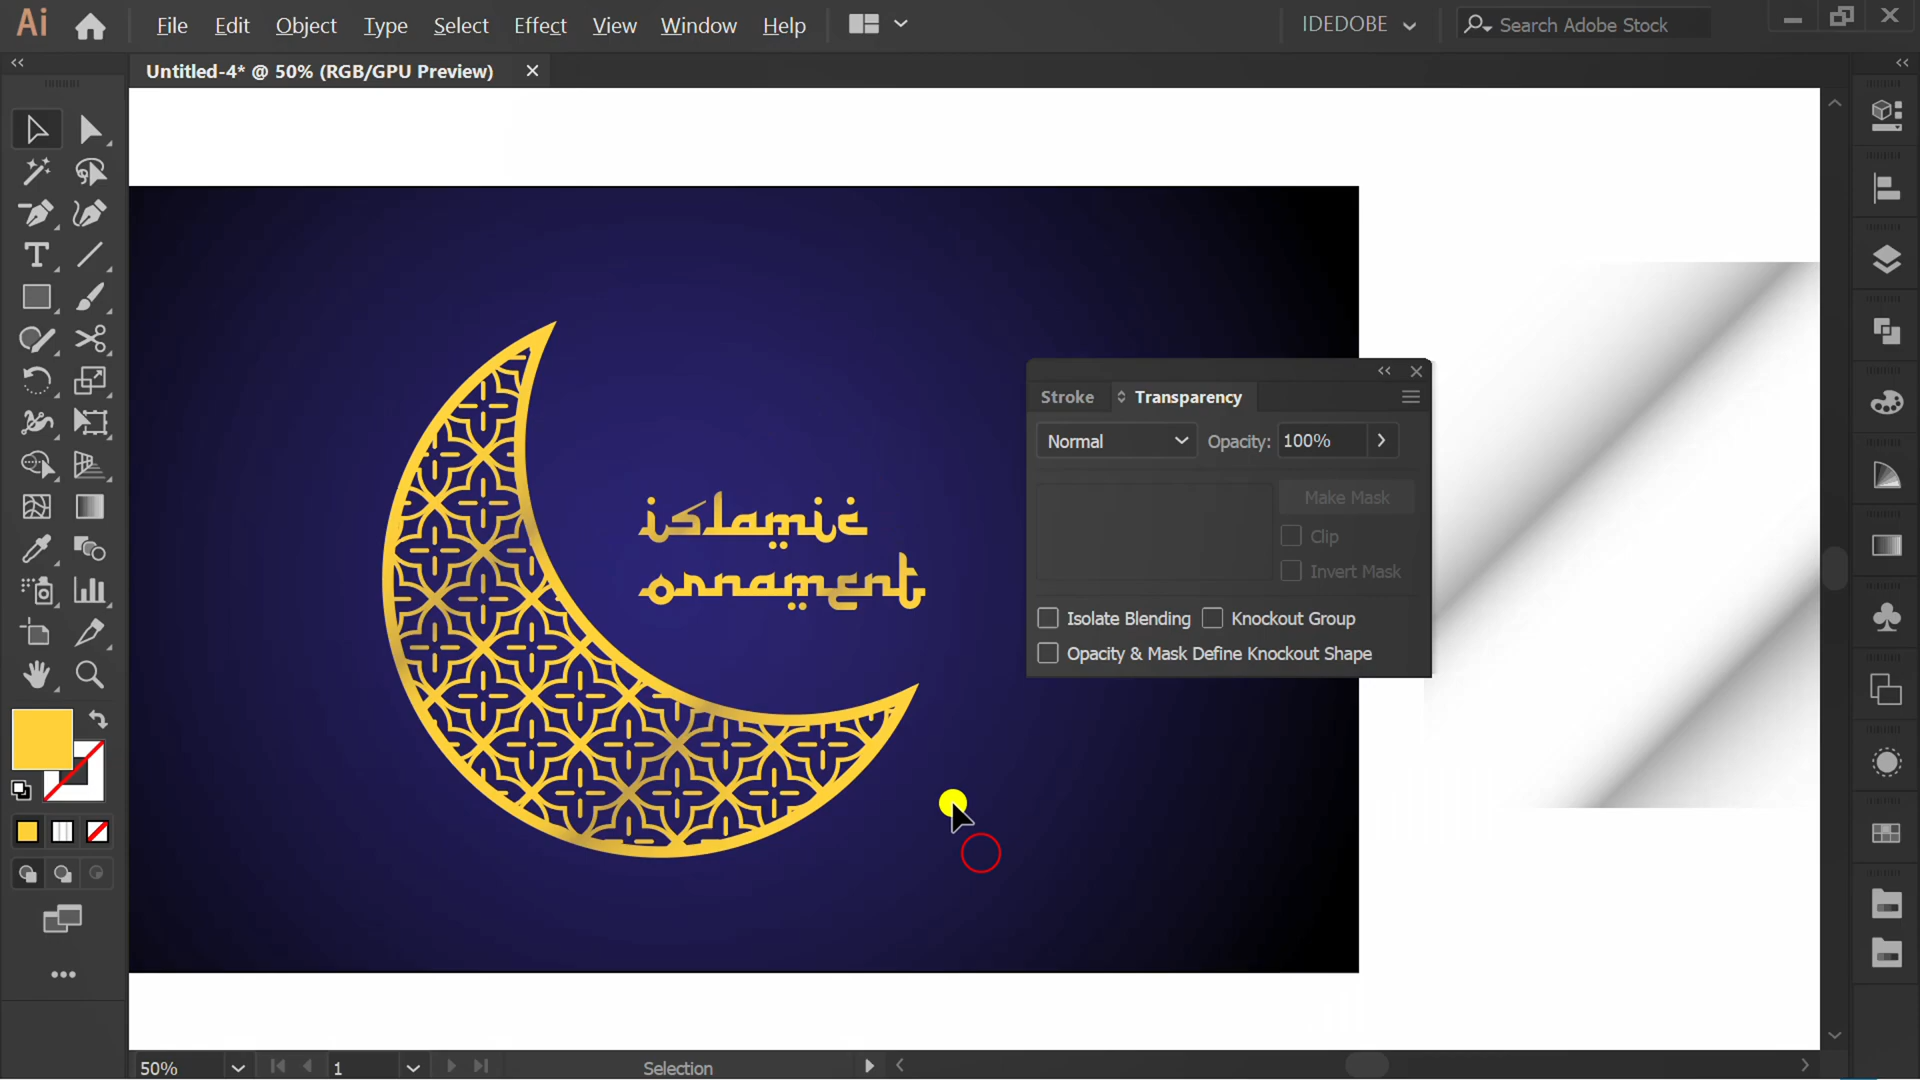 Ai
File Edit Object Type Select Effect View Window Help
IDEDOBE
Search Adobe Stock
Untitled-4* @ 50% (RGB/GPU Preview)
islamic
ornament
Stroke Transparency
Normal Opacity: 100%
Make Mask
Clip
Invert Mask
Isolate Blending Knockout Group
Opacity & Mask Define Knockout Shape
50% 1 Selection